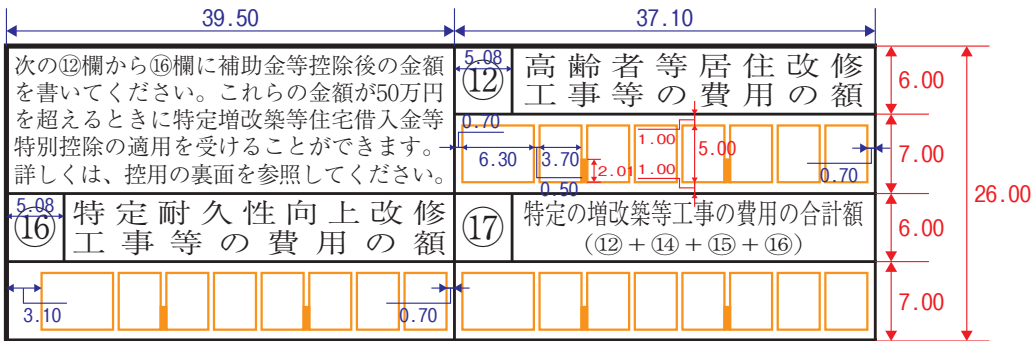 39.50
37.10
次の⑫欄から⑯欄に補助金等控除後の金額
を書いてください。これらの金額が50万円
を超えるときに特定増改築等住宅借入金等
特別控除の適用を受けることができます。
詳しくは、控用の裏面を参照してください。
5.08
⑫
高齢者等居住改修
工事等の費用の額
6.00
0.70
6.30
3.70
0.50
2.01
1.00
1.00
5.00
0.70
7.00
26.00
5.08
⑯
特定耐久性向上改修
工事等の費用の額
⑰
特定の増改築等工事の費用の合計額
(⑫+⑭+⑮+⑯)
6.00
3.10
0.70
7.00